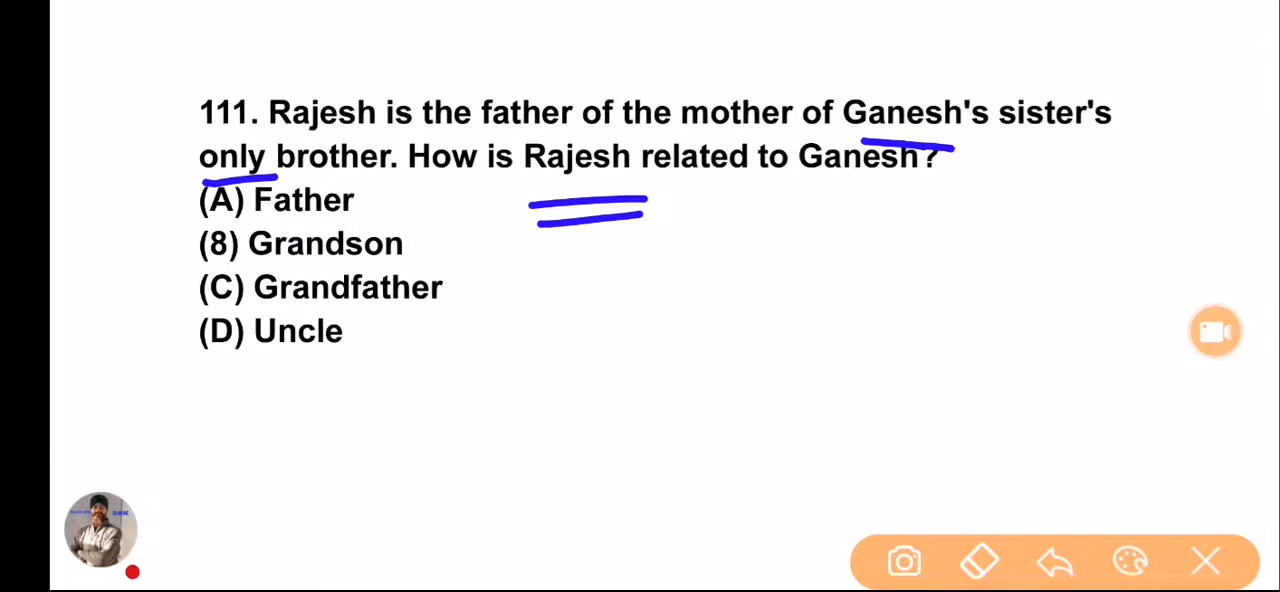 111. Rajesh is the father of the mother of Ganesh's sister's
only brother. How is Rajesh related to Ganesh?
(A) Father
(8) Grandson
(C) Grandfather
(D) Uncle